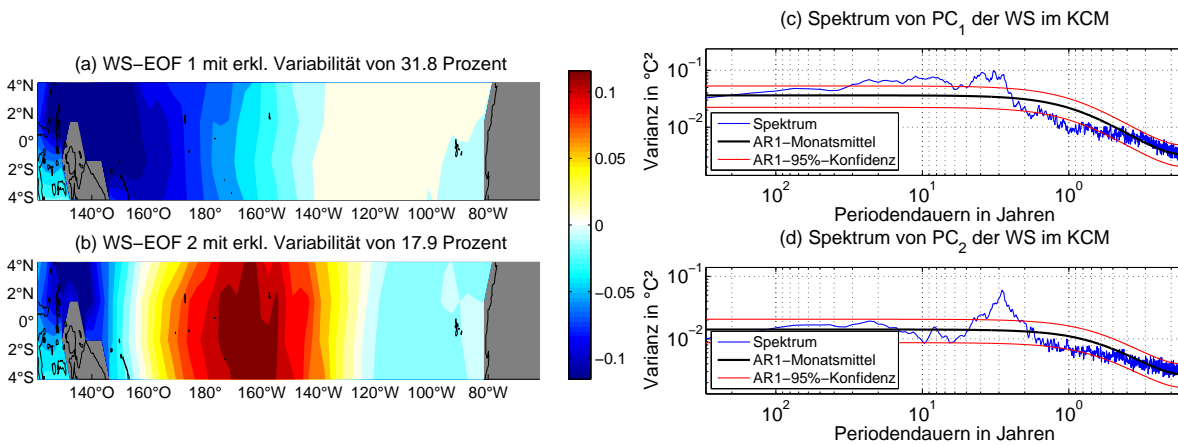 (a) WS−EOF 1 mit erkl. Variabilität von 31.8 Prozent
4°N
2°N
0°
2°S
4°S
140°O 160°O 180° 160°W 140°W 120°W 100°W 80°W
(b) WS−EOF 2 mit erkl. Variabilität von 17.9 Prozent
4°N
2°N
0°
2°S
4°S
140°O 160°O 180° 160°W 140°W 120°W 100°W 80°W
0.1
0.05
0
−0.05
−0.1
(c) Spektrum von PC₁ der WS im KCM
Varianz in °C²
10⁻¹
10⁻²
Spektrum
AR1−Monatsmittel
AR1−95%−Konfidenz
10² 10¹ 10⁰
Periodendauern in Jahren
(d) Spektrum von PC₂ der WS im KCM
Varianz in °C²
10⁻¹
10⁻²
Spektrum
AR1−Monatsmittel
AR1−95%−Konfidenz
10² 10¹ 10⁰
Periodendauern in Jahren